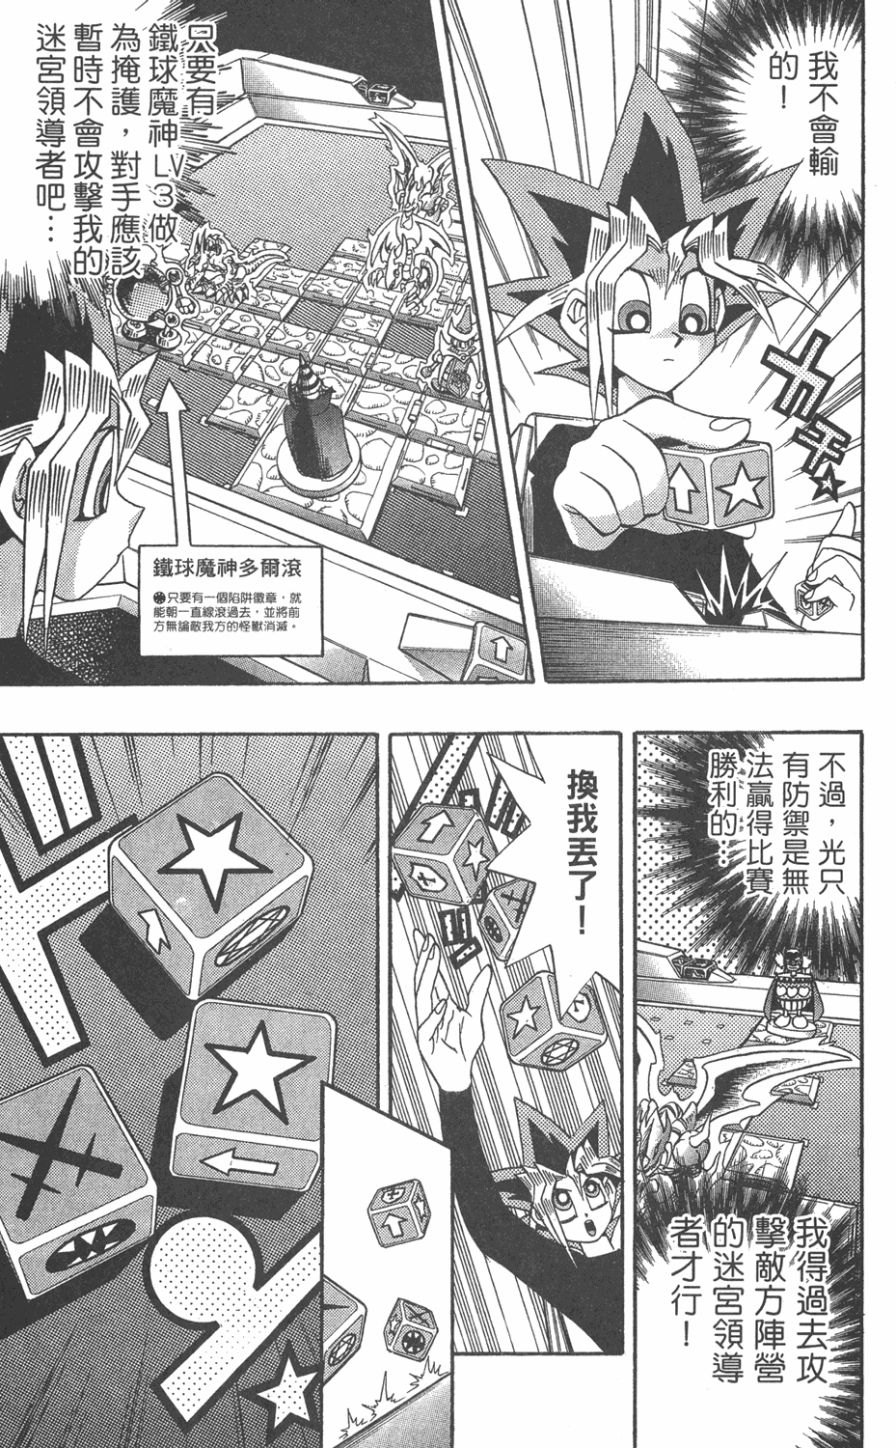 我不會輸
的！
只要有
鐵球魔神LV3做
為掩護，對手應該
暫時不會攻擊我的
迷宮領導者吧…
鐵球魔神多爾滾
只要有一個陷阱徽章，就
能朝一直線滾過去，並將前
方無論敵我方的怪獸消滅。
不過，光只
有防禦是無
法贏得比賽
勝利的…
我得過去攻
擊敵方陣營
的迷宮領導
者才行！
換我丟了！